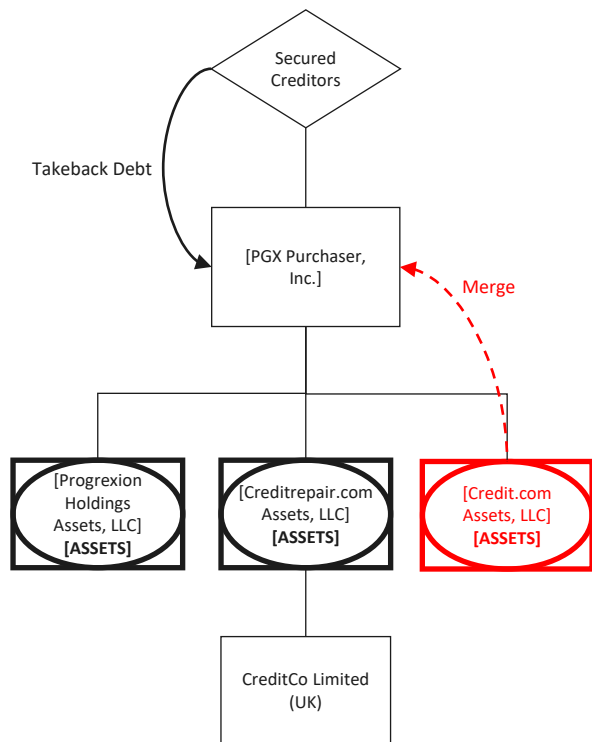 Secured
Creditors
Takeback Debt
[PGX Purchaser,
Inc.]
Merge
[Progrexion
Holdings
Assets, LLC]
[ASSETS]
[Creditrepair.com
Assets, LLC]
[ASSETS]
[Credit.com
Assets, LLC]
[ASSETS]
CreditCo Limited
(UK)